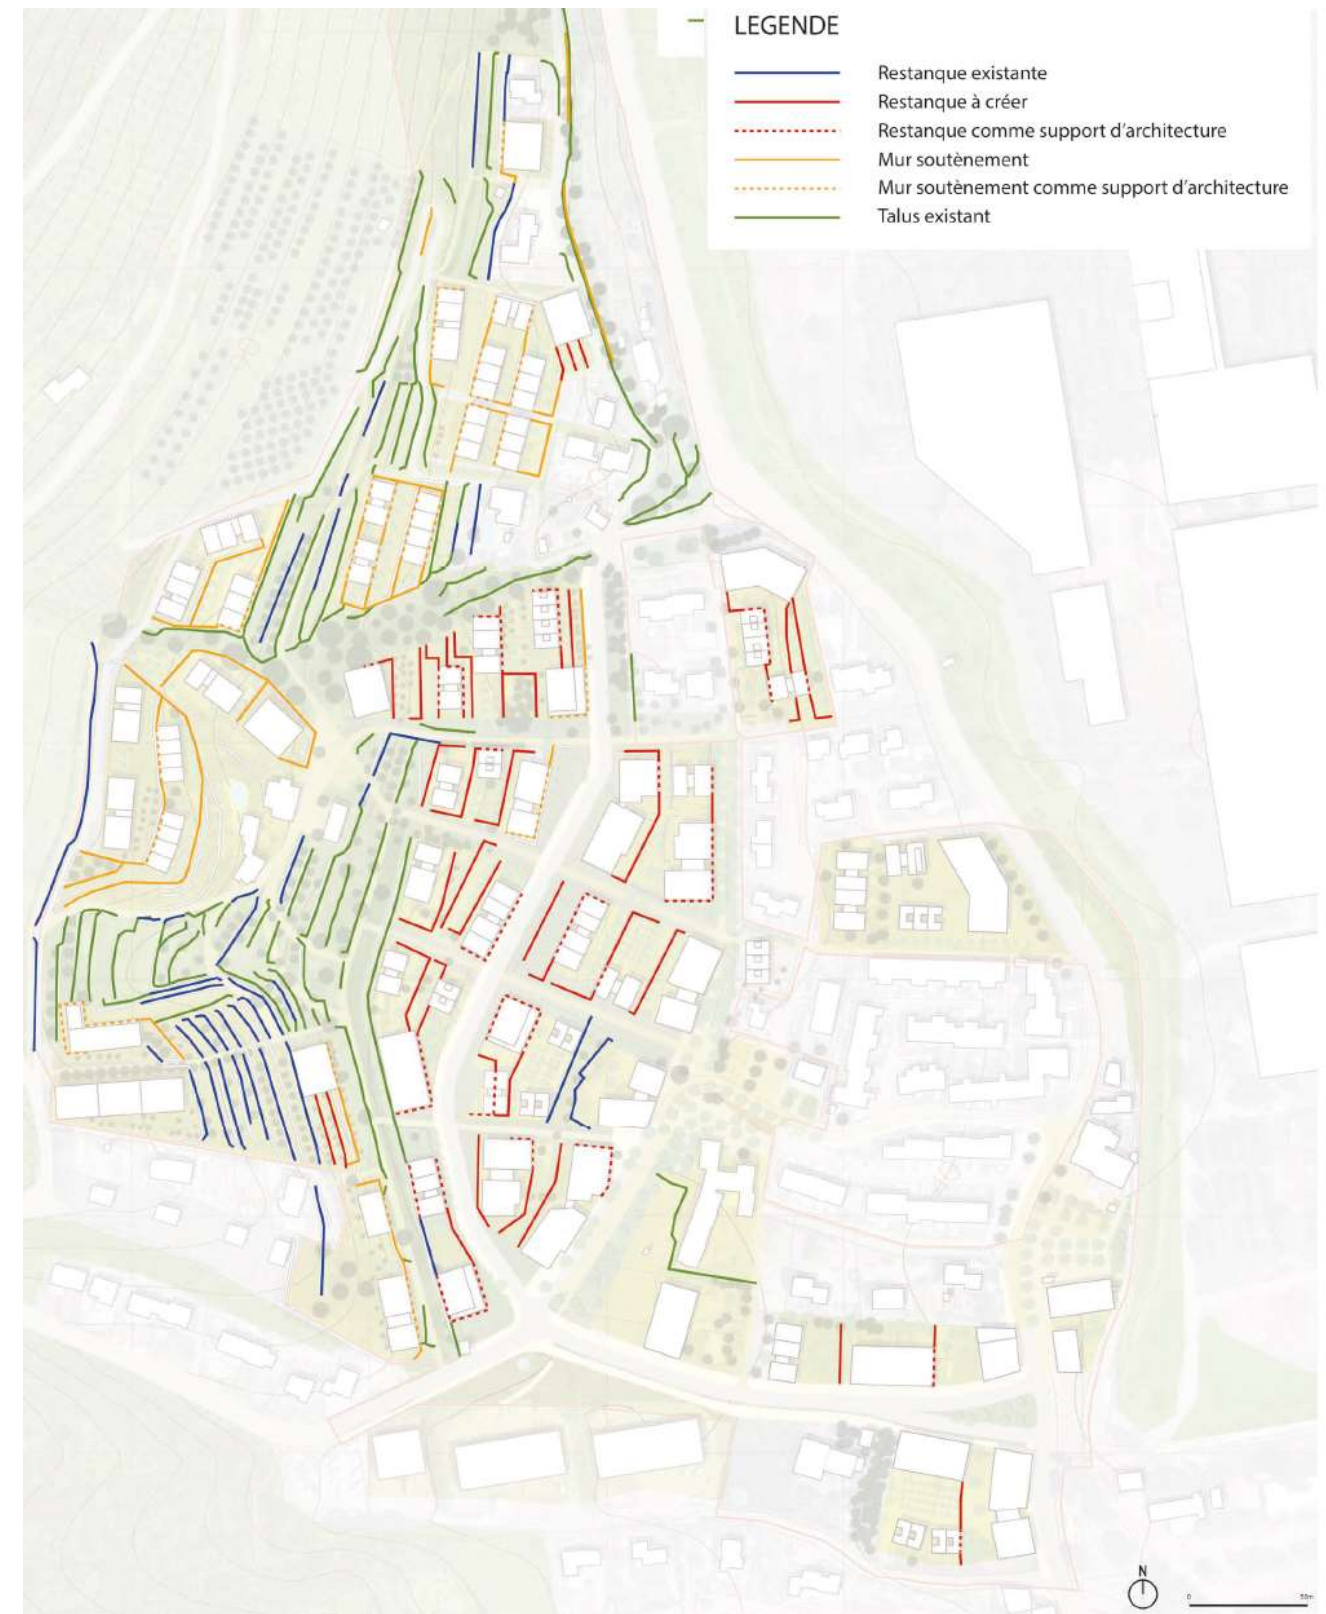 LEGENDE
Restanque existante
Restanque à créer
Restanque comme support d'architecture
Mur soutènement
Mur soutènement comme support d'architecture
Talus existant
N
0
50m